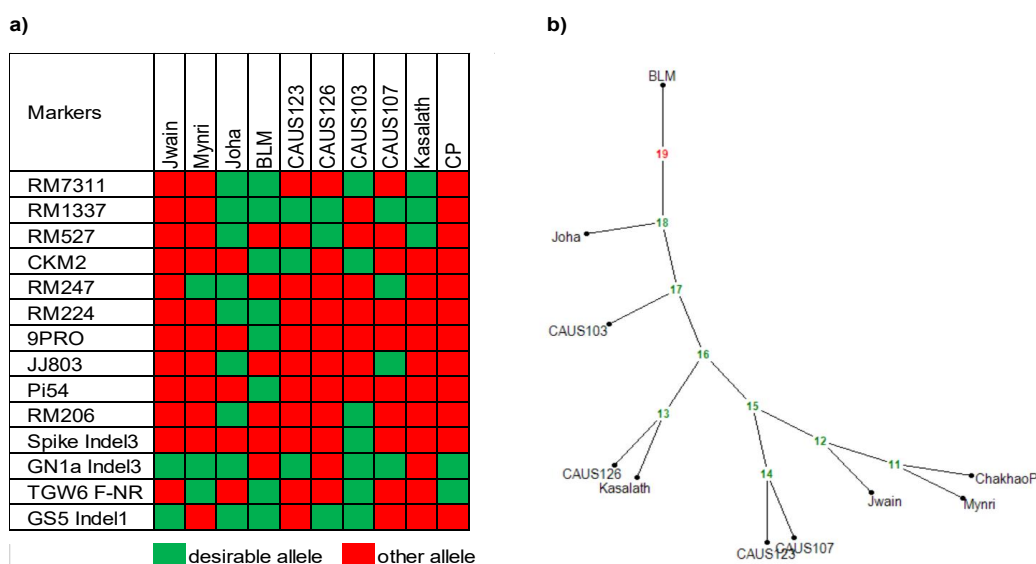 a)
Markers
Jwain
Mynri
Joha
BLM
CAUS123
CAUS126
CAUS103
CAUS107
Kasalath
CP
RM7311
RM1337
RM527
CKM2
RM247
RM224
9PRO
JJ803
Pi54
RM206
Spike Indel3
GN1a Indel3
TGW6 F-NR
GS5 Indel1
desirable allele
other allele
b)
BLM
19
18
Joha
17
CAUS103
16
15
13
12
11
CAUS126
Kasalath
14
ChakhaoP
Jwain
Mynri
CAUS107
CAUS123